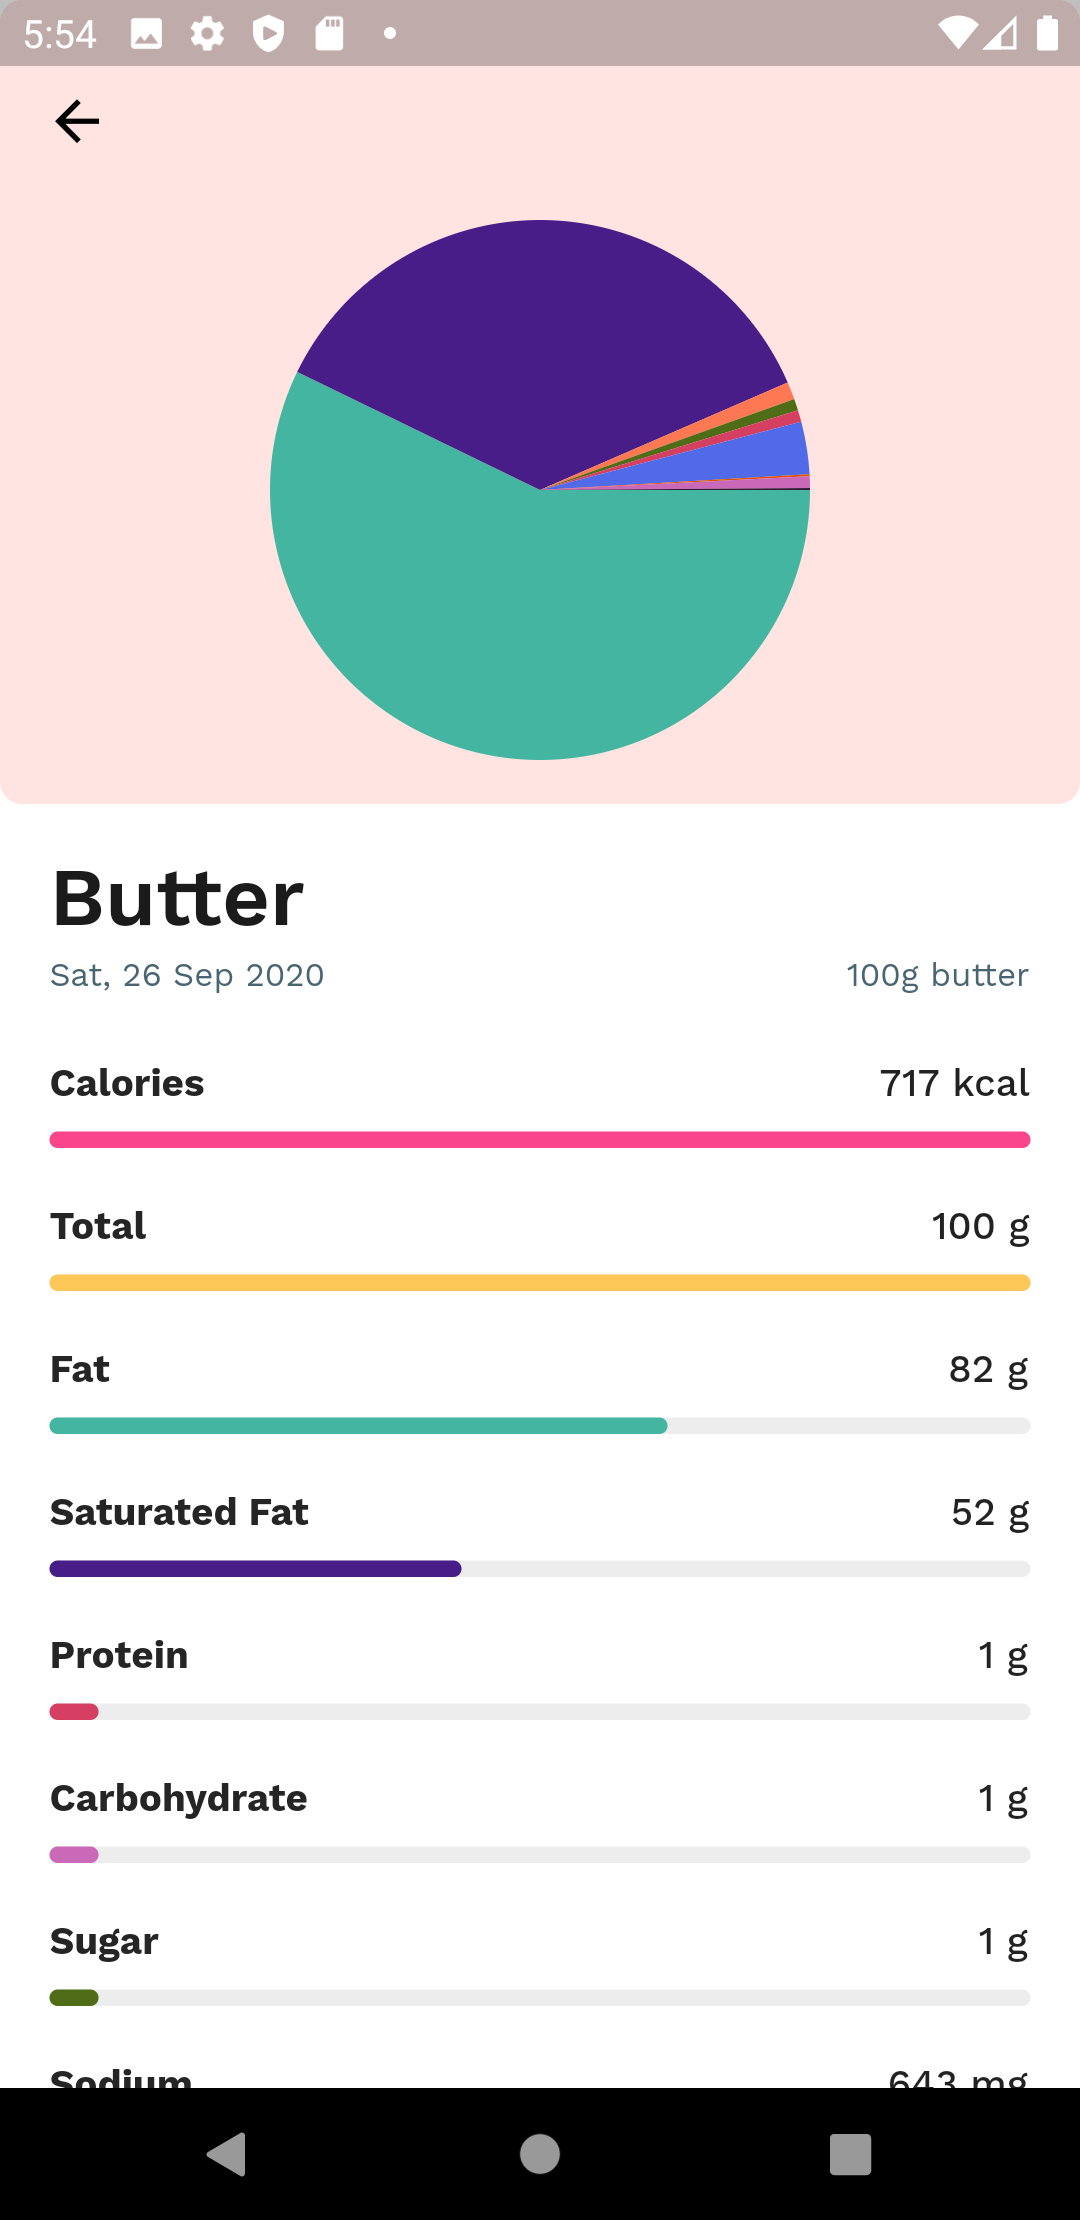 5:54
Butter
Sat, 26 Sep 2020 100g butter
Calories 717 kcal
Total 100 g
Fat 82 g
Saturated Fat 52 g
Protein 1 g
Carbohydrate 1 g
Sugar 1 g
Sodium 643 mg